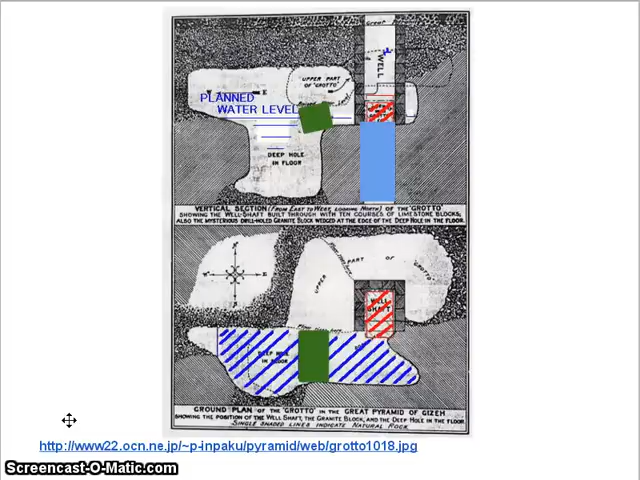 Group
WELL
UPPER PART
OF "GROTTO"
PLANNED
WATER LEVEL
E
DEEP HOLE
IN FLOOR
VERTICAL SECTION (FROM EAST TO WEST, LOOKING NORTH) OF THE "GROTTO"
SHOWING THE WELL-SHAFT BUILT THROUGH WITH TEN COURSES OF LIMESTONE BLOCKS;
ALSO THE MYSTERIOUS DRILL-HOLED GRANITE BLOCK WEDGED AT THE EDGE OF THE DEEP HOLE IN THE FLOOR.
UPPER PART OF "GROTTO"
E
WELL
SHAFT
DEEP HOLE
IN FLOOR
GROUND PLAN OF THE "GROTTO" IN THE GREAT PYRAMID OF GIZEH
SHOWING THE POSITION OF THE WELL SHAFT, THE GRANITE BLOCK, AND THE DEEP HOLE IN THE FLOOR.
SINGLE SHADED LINES INDICATE NATURAL ROCK.
http://www22.ocn.ne.jp/~p-inpaku/pyramid/web/grotto1018.jpg
Screencast-O-Matic.com